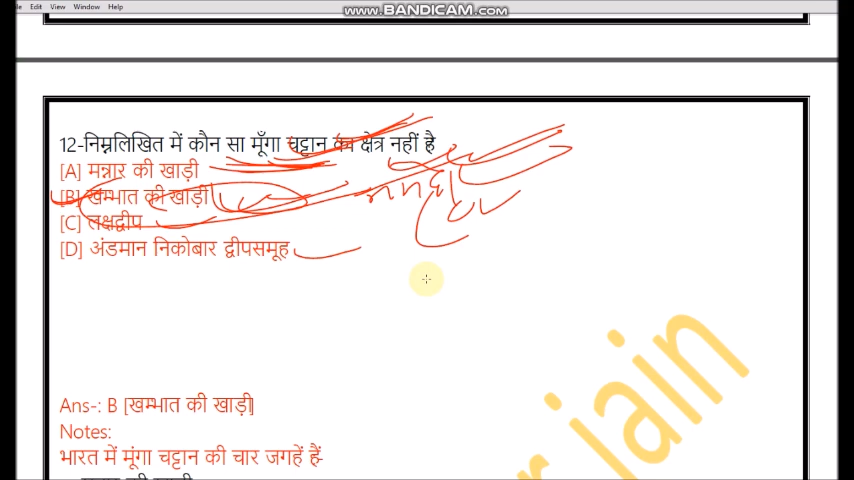 File Edit View Window Help
www.BANDICAM.com
12-निम्नलिखित में कौन सा मूँगा चट्टान का क्षेत्र नहीं है
[A] मन्नार की खाड़ी
[B] खम्भात की खाड़ी
[C] लक्षद्वीप
[D] अंडमान निकोबार द्वीपसमूह
Ans-: B [खम्भात की खाड़ी]
Notes:
भारत में मूंगा चट्टान की चार जगहें हैं-
jain